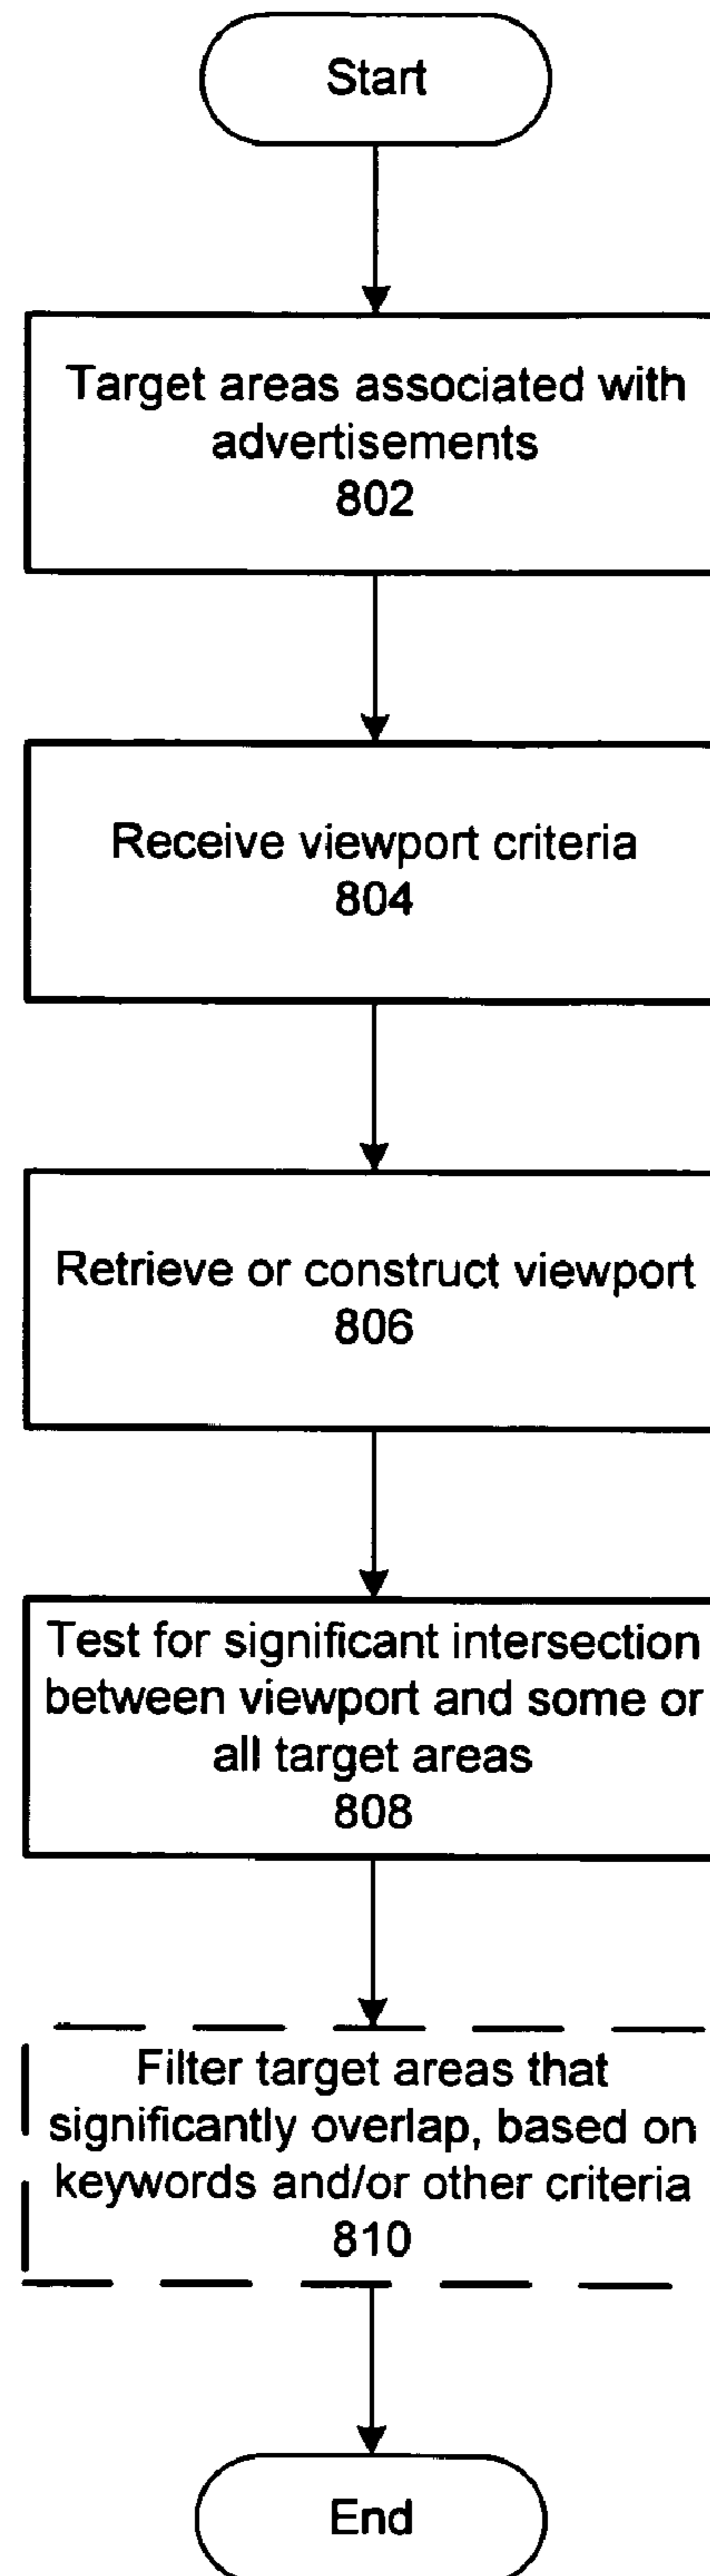 Start
Target areas associated with
advertisements
802
Receive viewport criteria
804
Retrieve or construct viewport
806
Test for significant intersection
between viewport and some or
all target areas
808
Filter target areas that
significantly overlap, based on
keywords and/or other criteria
810
End